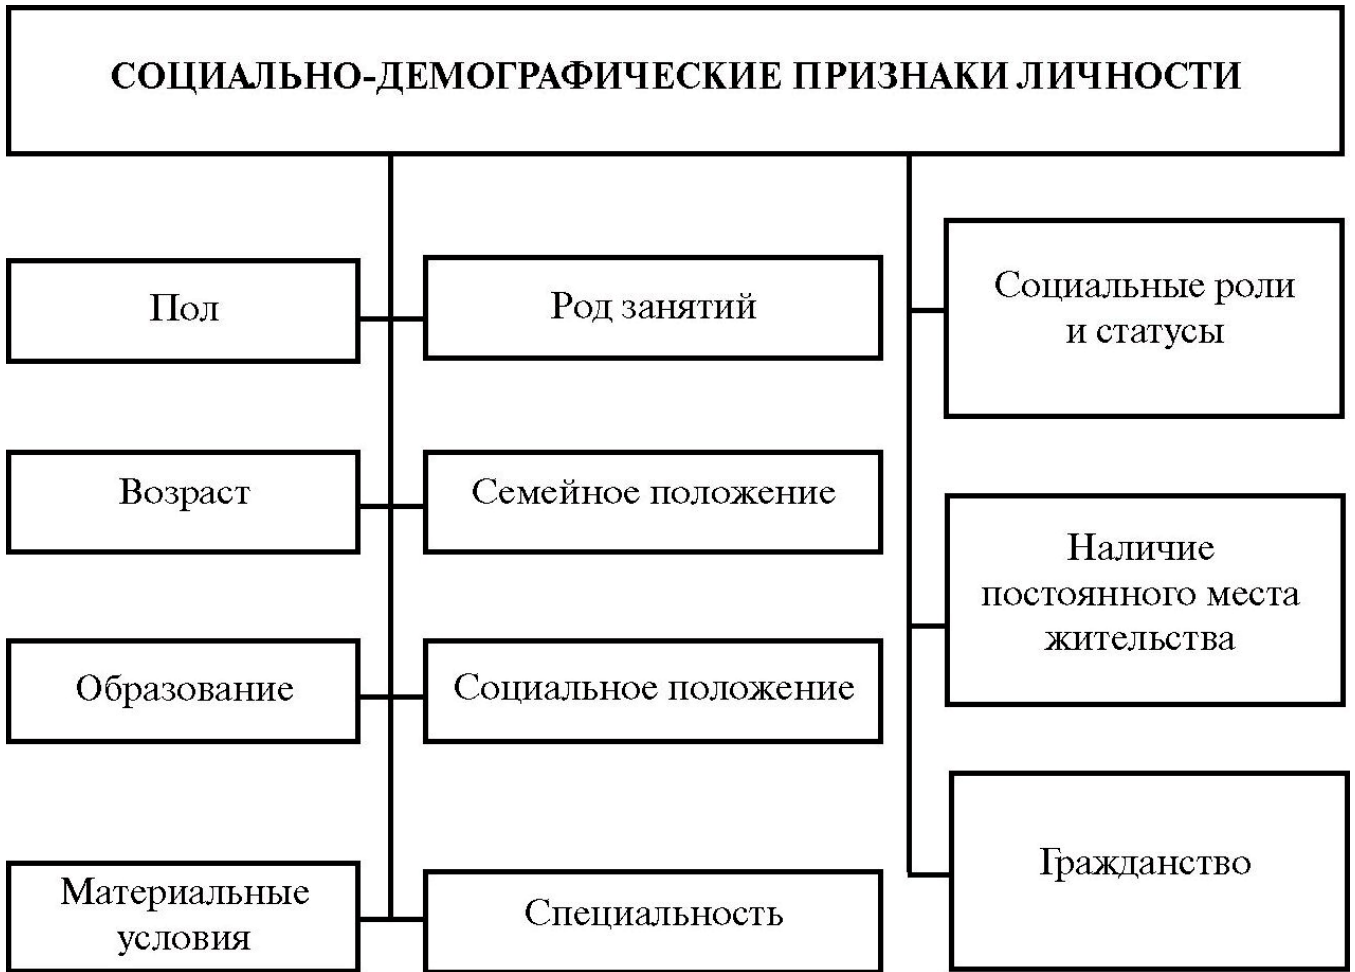 СОЦИАЛЬНО-ДЕМОГРАФИЧЕСКИЕ ПРИЗНАКИ ЛИЧНОСТИ
Пол
Род занятий
Социальные роли
и статусы
Возраст
Семейное положение
Наличие
постоянного места
жительства
Образование
Социальное положение
Гражданство
Материальные
условия
Специальность